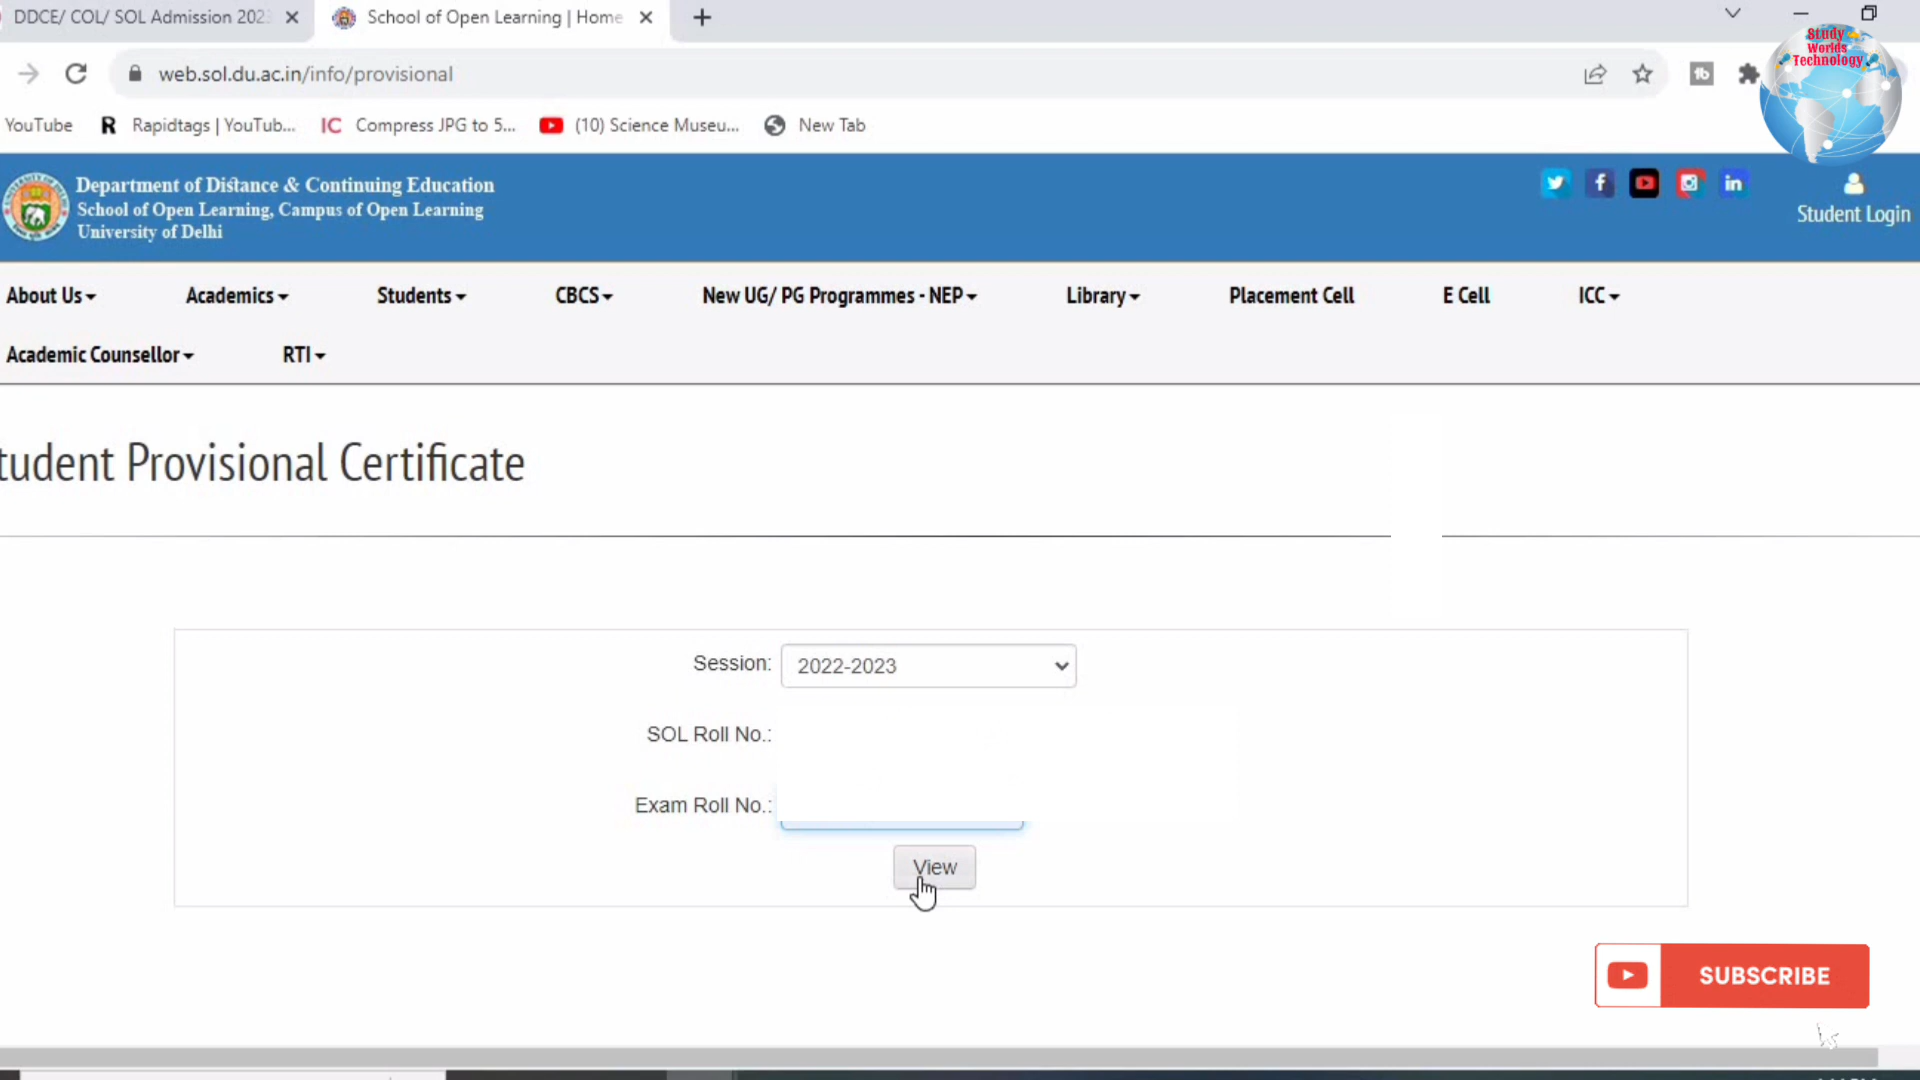 DDCE/ COL/ SOL Admission 202
School of Open Learning | Home
Study
Worlds
Technology
web.sol.du.ac.in/info/provisional
YouTube
R Rapidtags | YouTub...
IC Compress JPG to 5...
(10) Science Museu...
New Tab
Department of Distance & Continuing Education
School of Open Learning, Campus of Open Learning
University of Delhi
Student Login
About Us
Academics
Students
CBCS
New UG/ PG Programmes - NEP
Library
Placement Cell
E Cell
ICC
Academic Counsellor
RTI
tudent Provisional Certificate
Session: 2022-2023
SOL Roll No.:
Exam Roll No.:
View
SUBSCRIBE